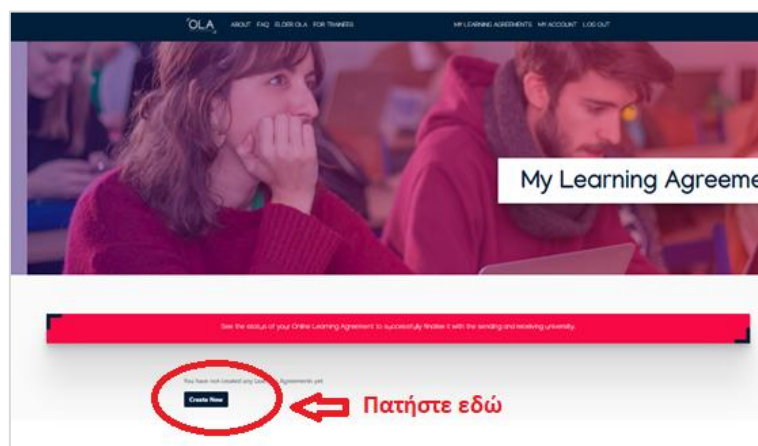 OLA ABOUT FAQ ELDER OLA FOR TRAINEES MY LEARNING AGREEMENTS MY ACCOUNT LOG OUT
My Learning Agreeme
See the status of your Online Learning Agreement to successfully finalise it with the sending and receiving university.
You have not created any Learning Agreements yet
Create Now
Πατήστε εδώ